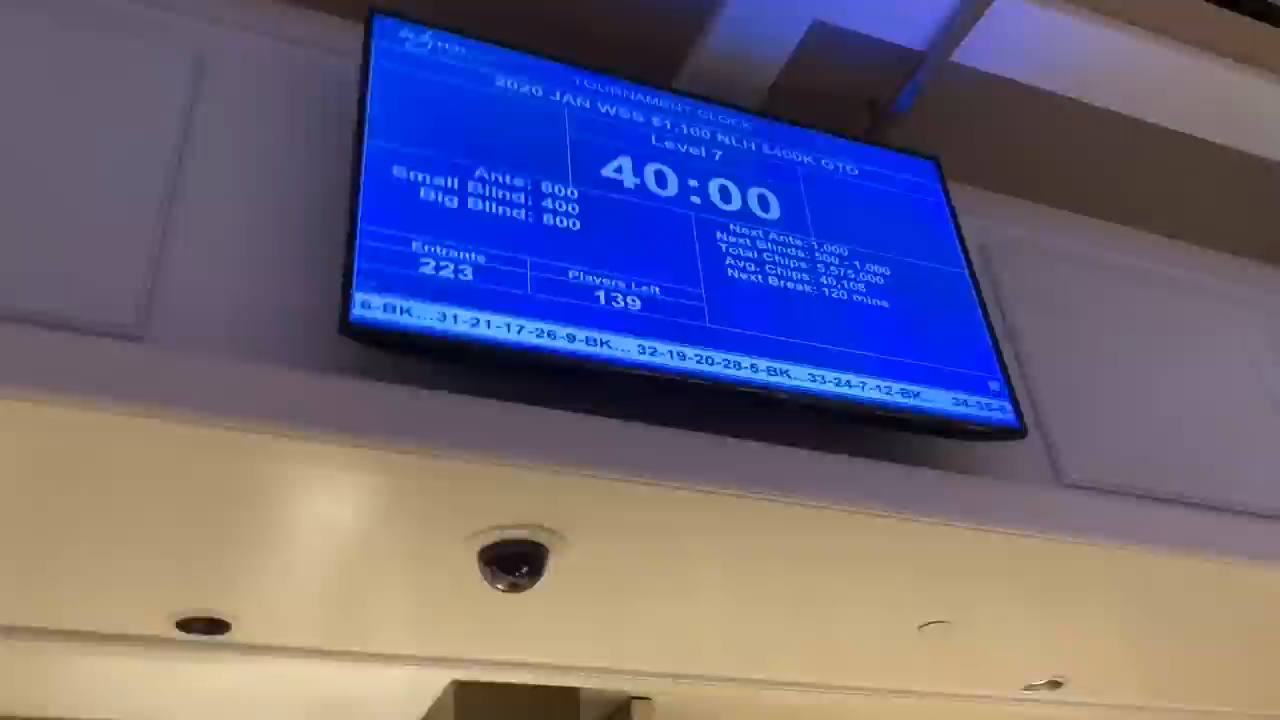 TOURNAMENT CLOCK
2020 JAN WSS $1,100 NLH $400K GTD
Level 7
40:00
Ante: 800
Small Blind: 400
Big Blind: 800
Next Ante: 1,000
Next Blinds: 500 - 1,000
Total Chips: 5,575,000
Avg. Chips: 40,108
Next Break: 120 mins
Entrants
223
Players Left
139
6-BK... 31-21-17-26-9-BK... 32-19-20-28-6-BK... 33-24-7-12-BK...